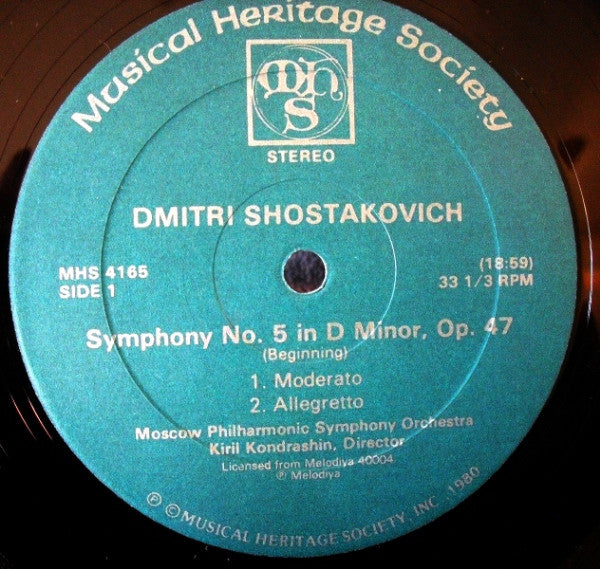 Musical Heritage Society
mhs
STEREO
DMITRI SHOSTAKOVICH
MHS 4165
SIDE 1
(18:59)
33 1/3 RPM
Symphony No. 5 in D Minor, Op. 47
(Beginning)
1. Moderato
2. Allegretto
Moscow Philharmonic Symphony Orchestra
Kiril Kondrashin, Director
Licensed from Melodiya 40004
℗ Melodiya
℗ © MUSICAL HERITAGE SOCIETY, INC. 1980